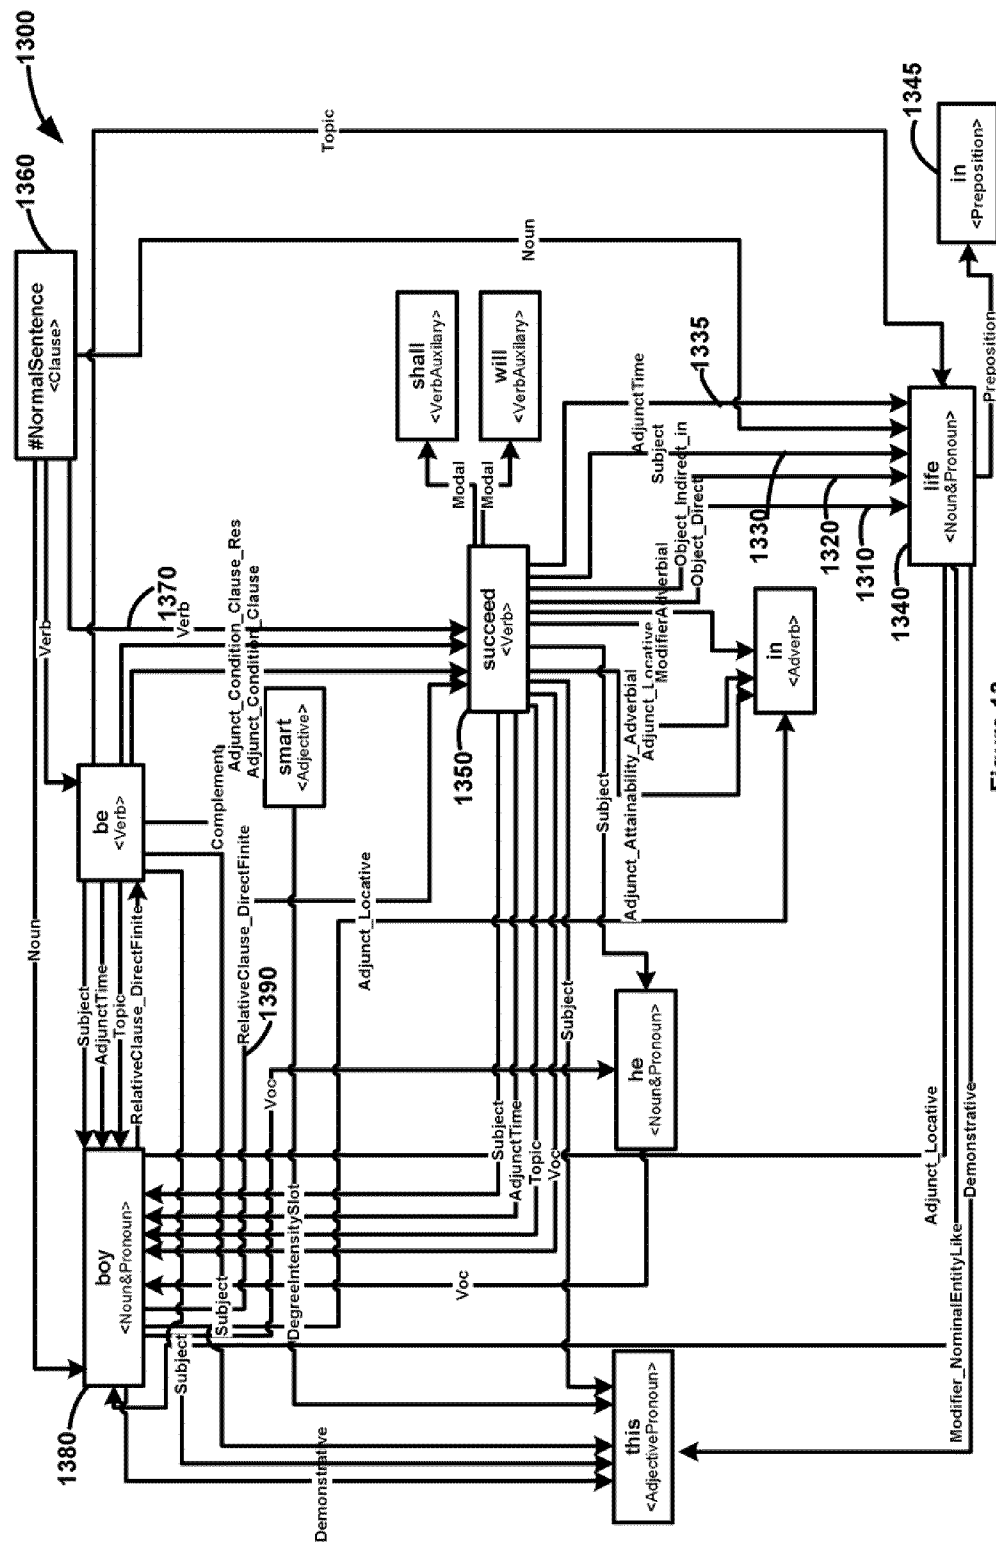 1300
1360
#NormalSentence
<Clause>
Topic
Noun
Verb
Noun
1370
Verb
be
<Verb>
Subject
AdjunctTime
Topic
RelativeClause_DirectFinite
Complement
Adjunct_Condition_Clause_Res
Adjunct_Condition_Clause
smart
<Adjective>
RelativeClause_DirectFinite
1390
Adjunct_Locative
Voc
boy
<Noun&Pronoun>
1380
Subject
Subject
DegreeIntensitySlot
Demonstrative
shall
<VerbAuxilary>
will
<VerbAuxilary>
Modal
Modal
succeed
<Verb>
1350
AdjunctTime
Subject
Object_Indirect_in
Object_Direct
ModifierAdverbial
Adjunct_Locative
Adjunct_Attainability_Adverbial
Subject
Subject
Subject
AdjunctTime
Topic
Voc
Voc
he
<Noun&Pronoun>
this
<AdjectivePronoun>
in
<Adverb>
1335
1330
1320
1310
1340
life
<Noun&Pronoun>
1345
in
<Preposition>
Preposition
Adjunct_Locative
Modifier_NominalEntityLike
Demonstrative